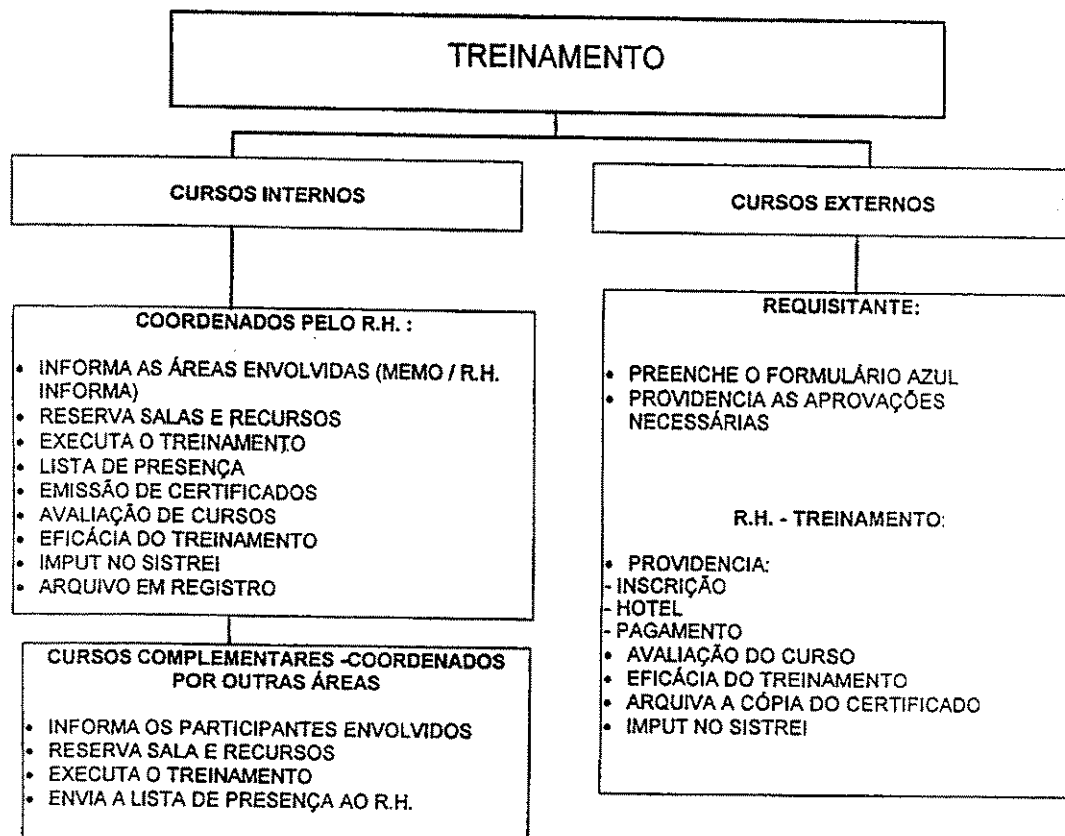 TREINAMENTO
CURSOS INTERNOS
COORDENADOS PELO R.H. :
• INFORMA AS ÁREAS ENVOLVIDAS (MEMO / R.H.
INFORMA)
• RESERVA SALAS E RECURSOS
• EXECUTA O TREINAMENTO
• LISTA DE PRESENÇA
• EMISSÃO DE CERTIFICADOS
• AVALIAÇÃO DE CURSOS
• EFICÁCIA DO TREINAMENTO
• IMPUT NO SISTREI
• ARQUIVO EM REGISTRO
CURSOS COMPLEMENTARES -COORDENADOS
POR OUTRAS ÁREAS
• INFORMA OS PARTICIPANTES ENVOLVIDOS
• RESERVA SALA E RECURSOS
• EXECUTA O TREINAMENTO
• ENVIA A LISTA DE PRESENÇA AO R.H.
CURSOS EXTERNOS
REQUISITANTE:
• PREENCHE O FORMULÁRIO AZUL
• PROVIDENCIA AS APROVAÇÕES
NECESSÁRIAS
R.H. - TREINAMENTO:
• PROVIDENCIA:
- INSCRIÇÃO
- HOTEL
- PAGAMENTO
• AVALIAÇÃO DO CURSO
• EFICÁCIA DO TREINAMENTO
• ARQUIVA A CÓPIA DO CERTIFICADO
• IMPUT NO SISTREI